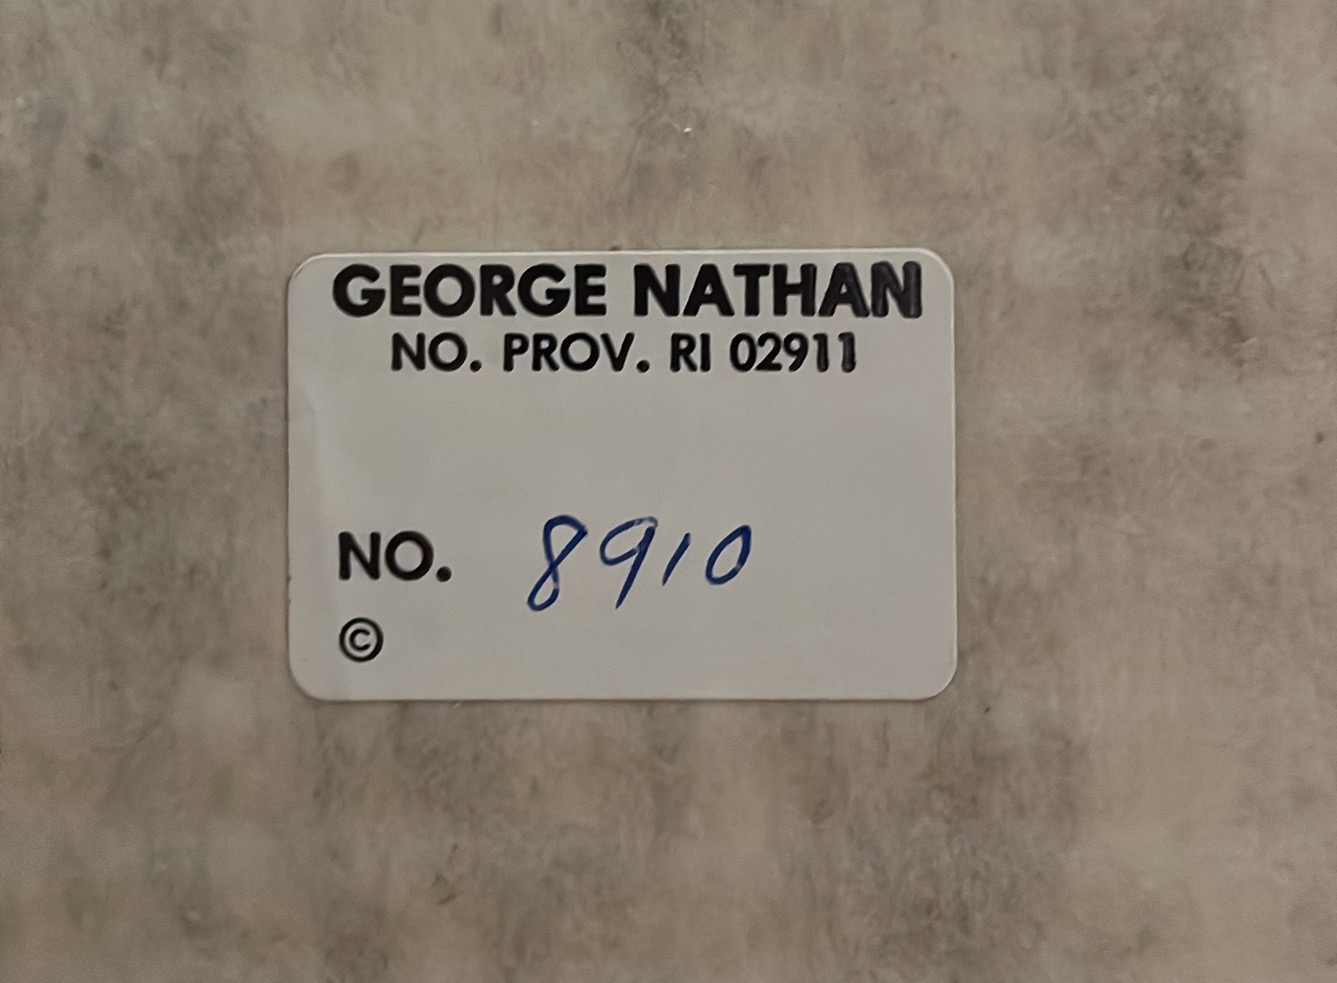 GEORGE NATHAN
NO. PROV. RI 02911
NO. 8910
©